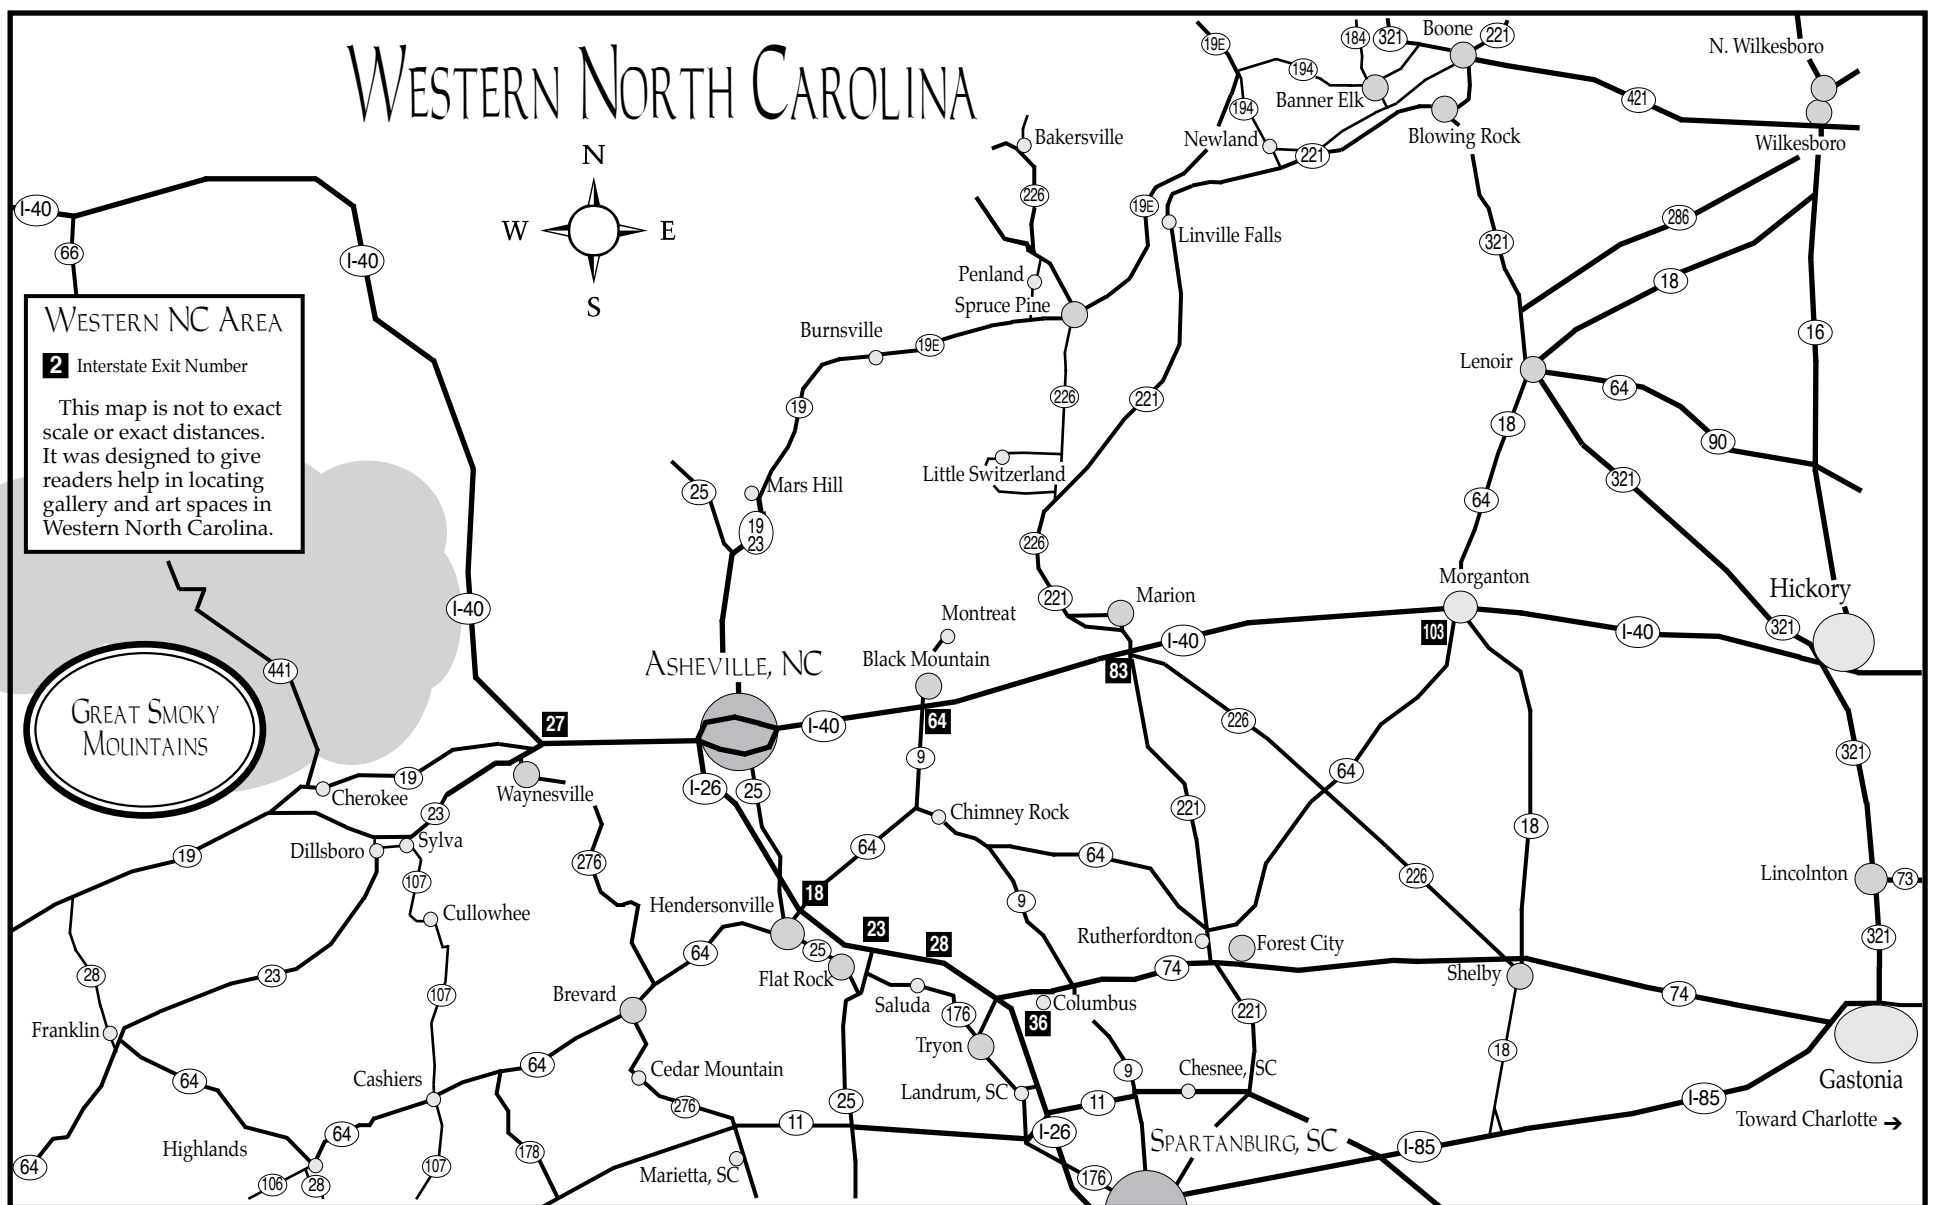 WESTERN NORTH CAROLINA
N
W E
S
WESTERN NC AREA
2 Interstate Exit Number
This map is not to exact
scale or exact distances.
It was designed to give
readers help in locating
gallery and art spaces in
Western North Carolina.
GREAT SMOKY
MOUNTAINS
I-40
66
I-40
I-40
441
27
19
23
19
Cherokee
Waynesville
Dillsboro
Sylva
107
Cullowhee
276
28
23
107
Franklin
64
64
Highlands
106
28
64
Cashiers
107
64
178
Brevard
64
Cedar Mountain
276
11
Marietta, SC
25
Hendersonville
18
25
Flat Rock
23
28
Saluda
176
Tryon
36
Columbus
Landrum, SC
11
I-26
176
9
Chesnee, SC
SPARTANBURG, SC
I-85
I-85
Toward Charlotte ➔
Gastonia
ASHEVILLE, NC
I-26
25
I-40
Black Mountain
Montreat
64
9
64
Chimney Rock
64
9
74
Rutherfordton
Forest City
221
221
Shelby
18
74
226
226
64
18
Lincolnton
73
321
321
Marion
83
I-40
Morganton
103
I-40
321
Hickory
25
19
23
Mars Hill
19
Burnsville
19E
Spruce Pine
Penland
226
Bakersville
226
Little Switzerland
226
221
221
19E
Linville Falls
Newland
194
194
19E
221
Banner Elk
184
321
Boone
221
Blowing Rock
421
N. Wilkesboro
Wilkesboro
286
18
321
16
Lenoir
64
90
18
321
64